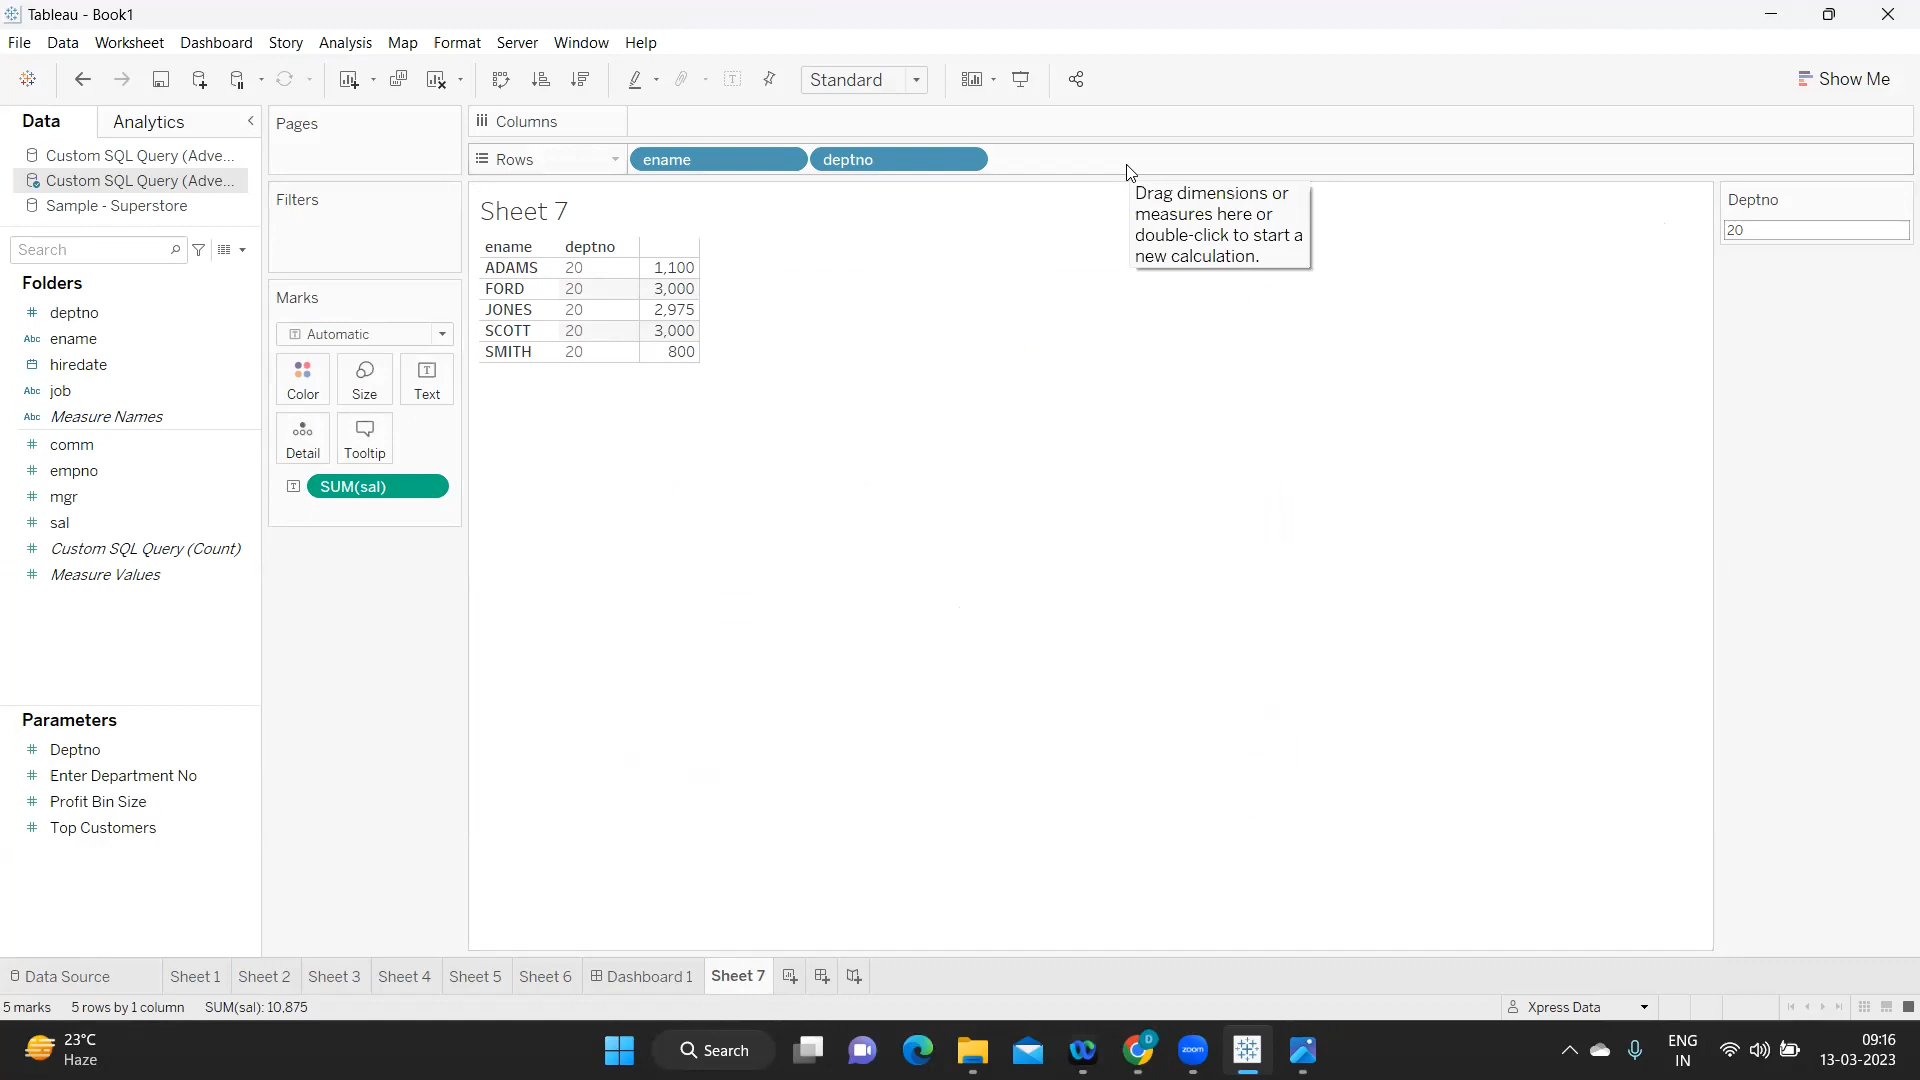 Tableau - Book1
File Data Worksheet Dashboard Story Analysis Map Format Server Window Help
Standard
Show Me
Data Analytics
Custom SQL Query (Adve...
Custom SQL Query (Adve...
Sample - Superstore
Search
Folders
# deptno
Abc ename
hiredate
Abc job
Abc Measure Names
# comm
# empno
# mgr
# sal
# Custom SQL Query (Count)
# Measure Values
Parameters
# Deptno
# Enter Department No
# Profit Bin Size
# Top Customers
Pages
Filters
Marks
T Automatic
Color Size Text
Detail Tooltip
T SUM(sal)
Columns
Rows ename deptno
Sheet 7
ename deptno
ADAMS 20 1,100
FORD 20 3,000
JONES 20 2,975
SCOTT 20 3,000
SMITH 20 800
Drag dimensions or
measures here or
double-click to start a
new calculation.
Deptno
20
Data Source Sheet 1 Sheet 2 Sheet 3 Sheet 4 Sheet 5 Sheet 6 Dashboard 1 Sheet 7
5 marks 5 rows by 1 column SUM(sal): 10,875
Xpress Data
23°C
Haze
Search
D
zoom
ENG
IN
09:16
13-03-2023